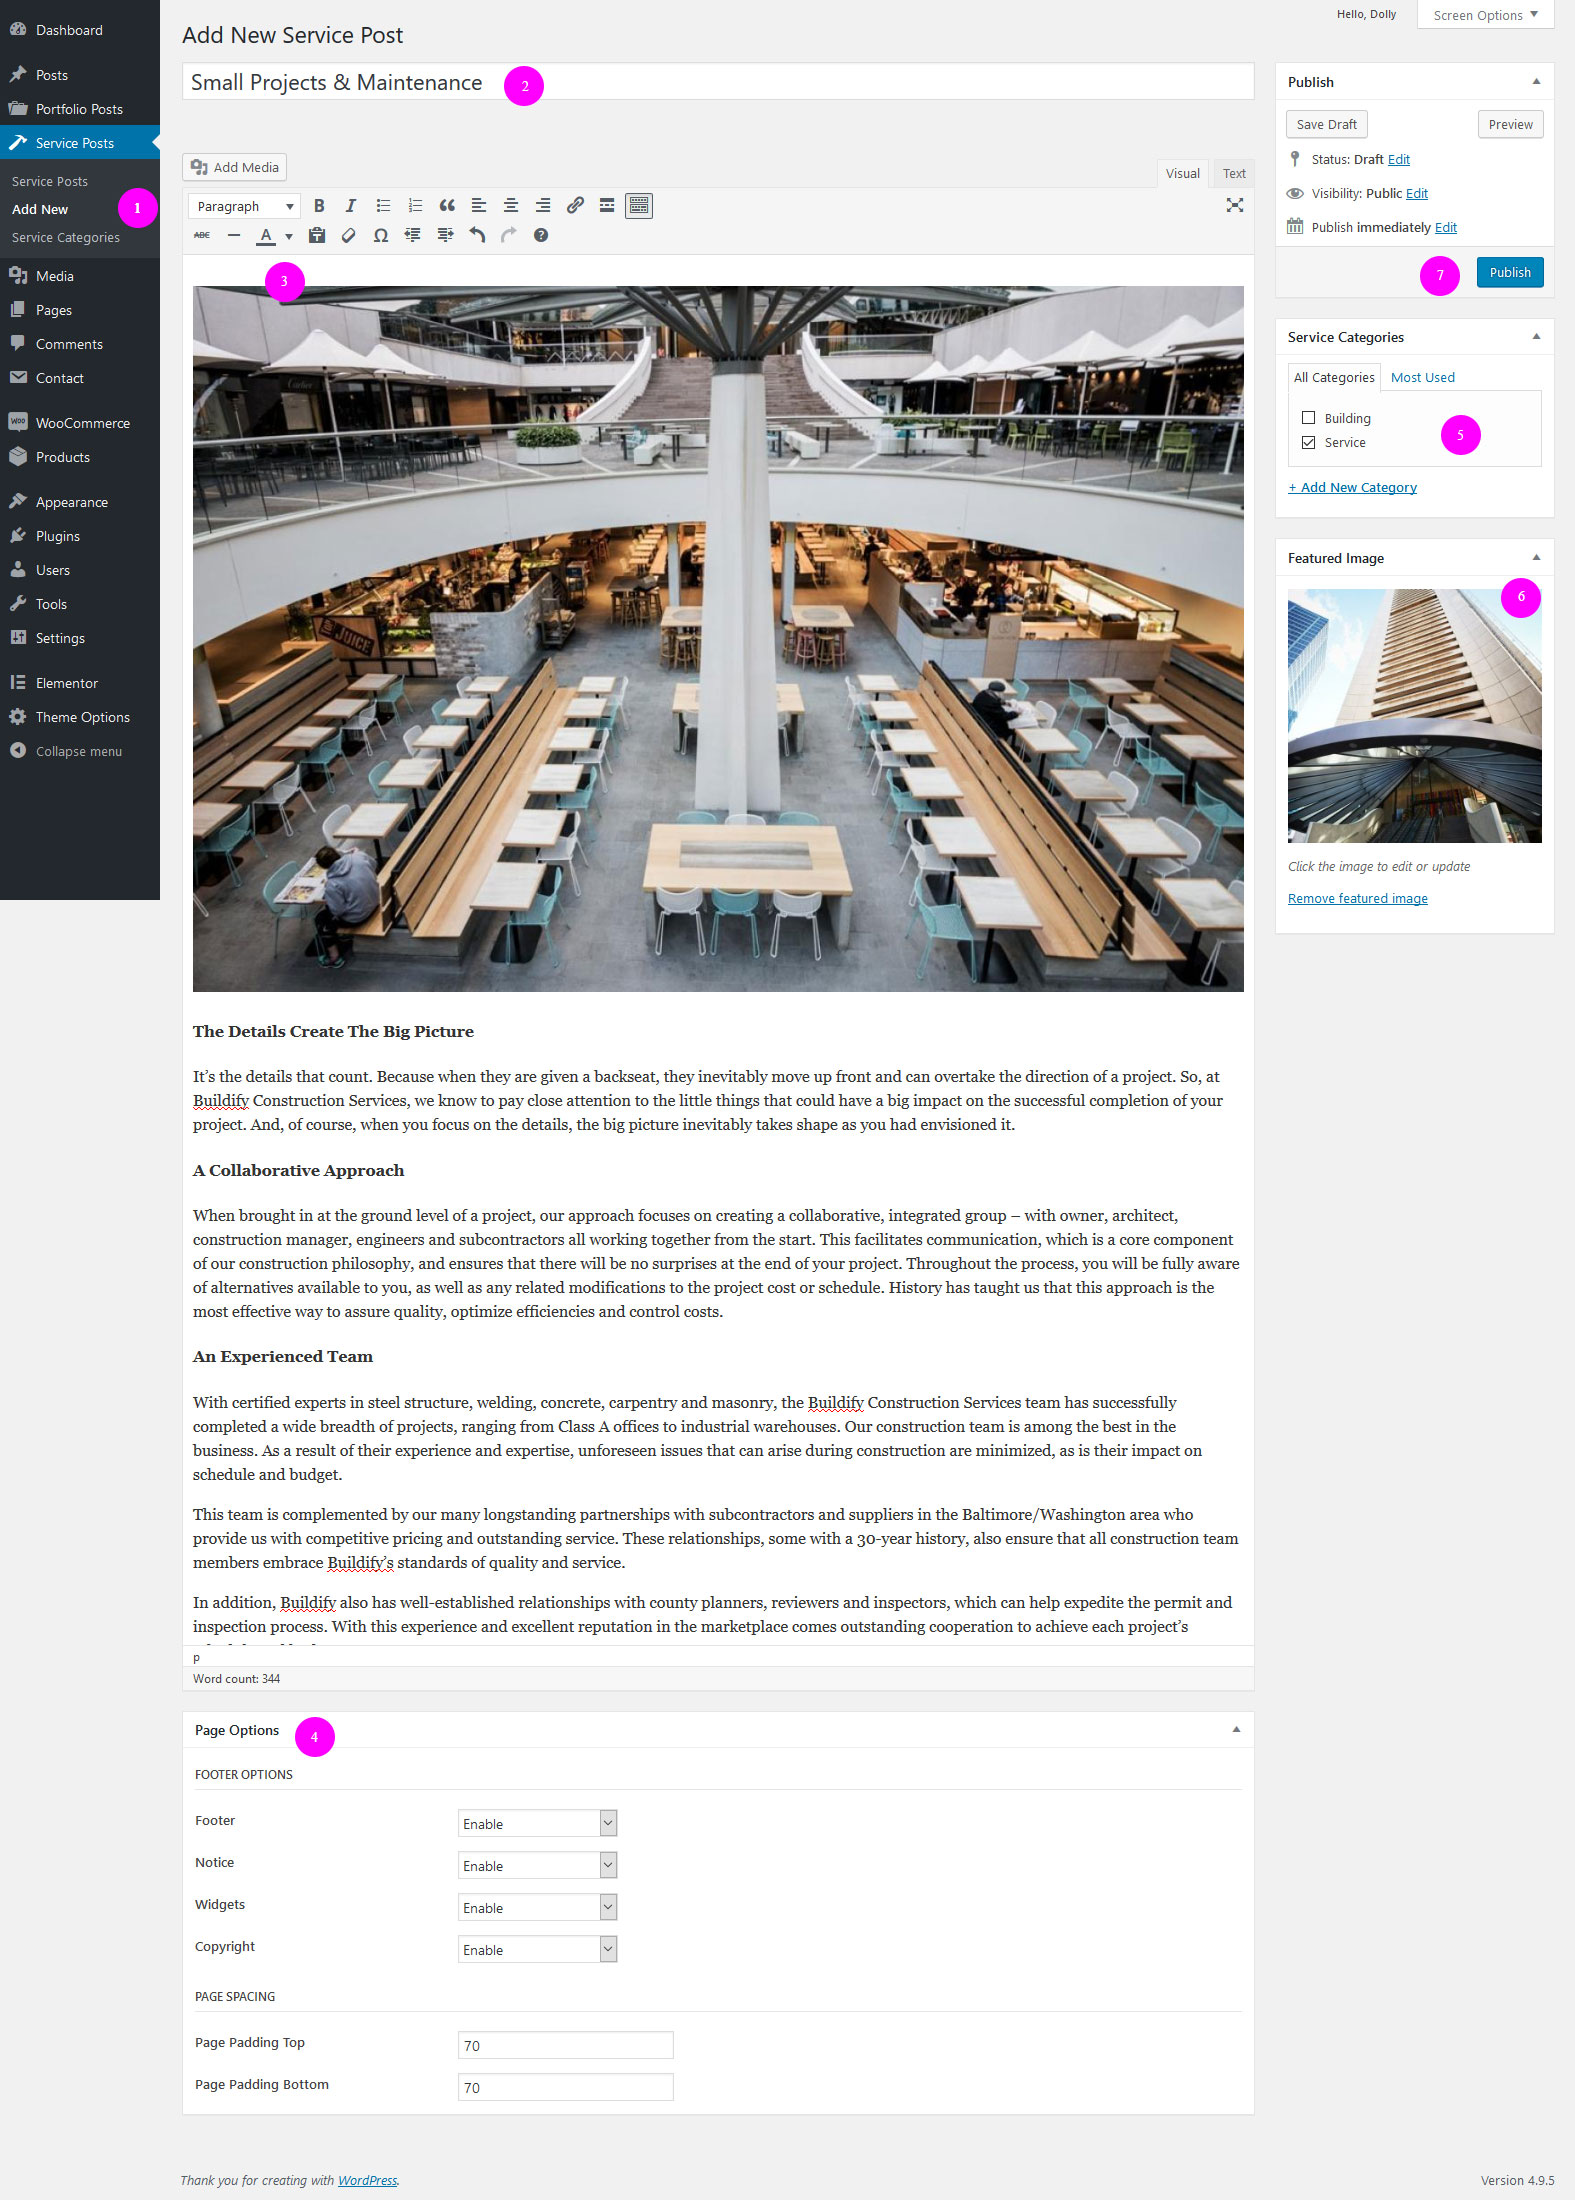 Hello, Dolly
Screen Options
Dashboard
Posts
Portfolio Posts
Service Posts
Service Posts
Add New
1
Service Categories
Media
Pages
Comments
Contact
WooCommerce
Products
Appearance
Plugins
Users
Tools
Settings
Elementor
Theme Options
Collapse menu
Add New Service Post
Small Projects & Maintenance
2
Add Media
Visual
Text
Paragraph
B I
ABC
A
Ω
3
JUICE
The Details Create The Big Picture
It’s the details that count. Because when they are given a backseat, they inevitably move up front and can overtake the direction of a project. So, at
Buildify Construction Services, we know to pay close attention to the little things that could have a big impact on the successful completion of your
project. And, of course, when you focus on the details, the big picture inevitably takes shape as you had envisioned it.
A Collaborative Approach
When brought in at the ground level of a project, our approach focuses on creating a collaborative, integrated group – with owner, architect,
construction manager, engineers and subcontractors all working together from the start. This facilitates communication, which is a core component
of our construction philosophy, and ensures that there will be no surprises at the end of your project. Throughout the process, you will be fully aware
of alternatives available to you, as well as any related modifications to the project cost or schedule. History has taught us that this approach is the
most effective way to assure quality, optimize efficiencies and control costs.
An Experienced Team
With certified experts in steel structure, welding, concrete, carpentry and masonry, the Buildify Construction Services team has successfully
completed a wide breadth of projects, ranging from Class A offices to industrial warehouses. Our construction team is among the best in the
business. As a result of their experience and expertise, unforeseen issues that can arise during construction are minimized, as is their impact on
schedule and budget.
This team is complemented by our many longstanding partnerships with subcontractors and suppliers in the Baltimore/Washington area who
provide us with competitive pricing and outstanding service. These relationships, some with a 30-year history, also ensure that all construction team
members embrace Buildify’s standards of quality and service.
In addition, Buildify also has well-established relationships with county planners, reviewers and inspectors, which can help expedite the permit and
inspection process. With this experience and excellent reputation in the marketplace comes outstanding cooperation to achieve each project’s
p
Word count: 344
Page Options
4
FOOTER OPTIONS
Footer Enable
Notice Enable
Widgets Enable
Copyright Enable
PAGE SPACING
Page Padding Top 70
Page Padding Bottom 70
Publish
Save Draft
Preview
Status: Draft Edit
Visibility: Public Edit
Publish immediately Edit
7
Publish
Service Categories
All Categories
Most Used
Building
Service
5
+ Add New Category
Featured Image
6
Click the image to edit or update
Remove featured image
Thank you for creating with WordPress.
Version 4.9.5